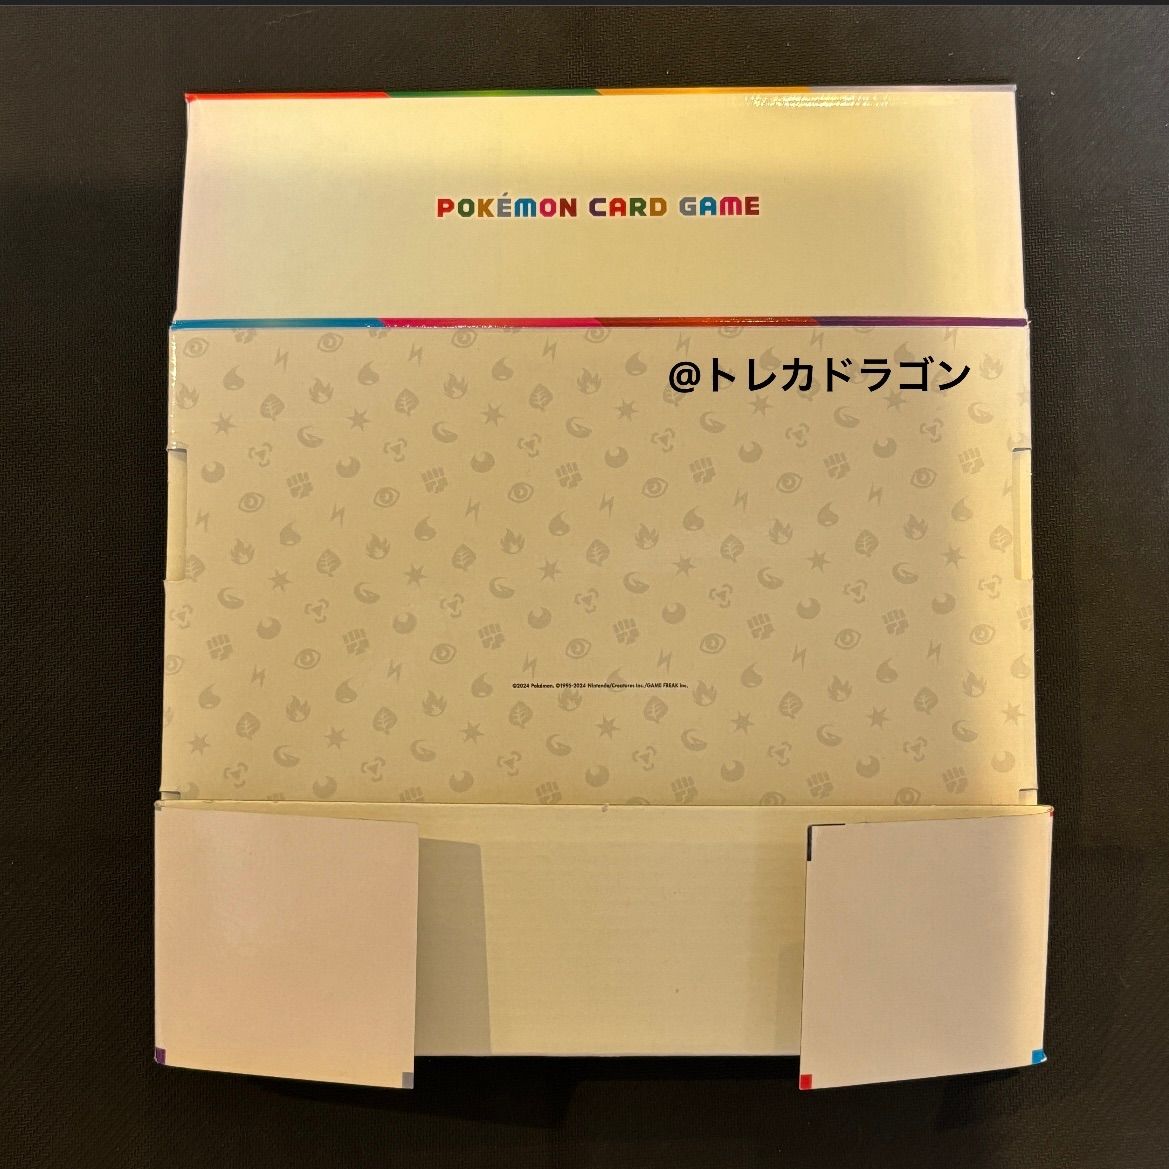 POKÉMON CARD GAME
@トレカドラゴン
©2024 Pokémon. ©1995-2024 Nintendo/Creatures Inc./GAME FREAK inc.